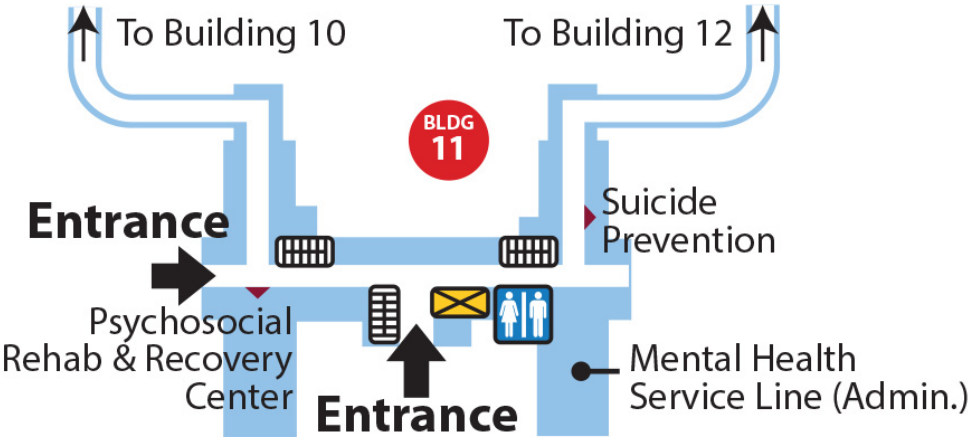 To Building 10
To Building 12
BLDG
11
Suicide
Prevention
Entrance
Psychosocial
Rehab & Recovery
Center
Entrance
Mental Health
Service Line (Admin.)